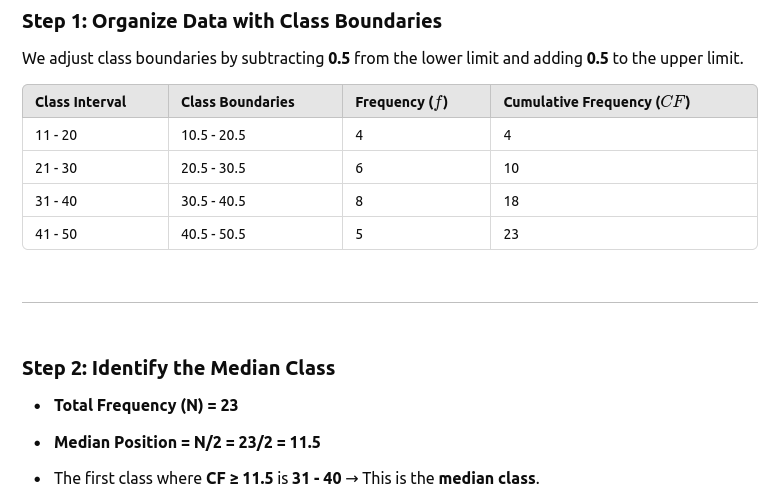 Step 1: Organize Data with Class Boundaries
We adjust class boundaries by subtracting 0.5 from the lower limit and adding 0.5 to the upper limit.
Class Interval Class Boundaries Frequency (f) Cumulative Frequency (CF)
11 - 20 10.5 - 20.5 4 4
21 - 30 20.5 - 30.5 6 10
31 - 40 30.5 - 40.5 8 18
41 - 50 40.5 - 50.5 5 23
Step 2: Identify the Median Class
• Total Frequency (N) = 23
• Median Position = N/2 = 23/2 = 11.5
• The first class where CF ≥ 11.5 is 31 - 40 → This is the median class.